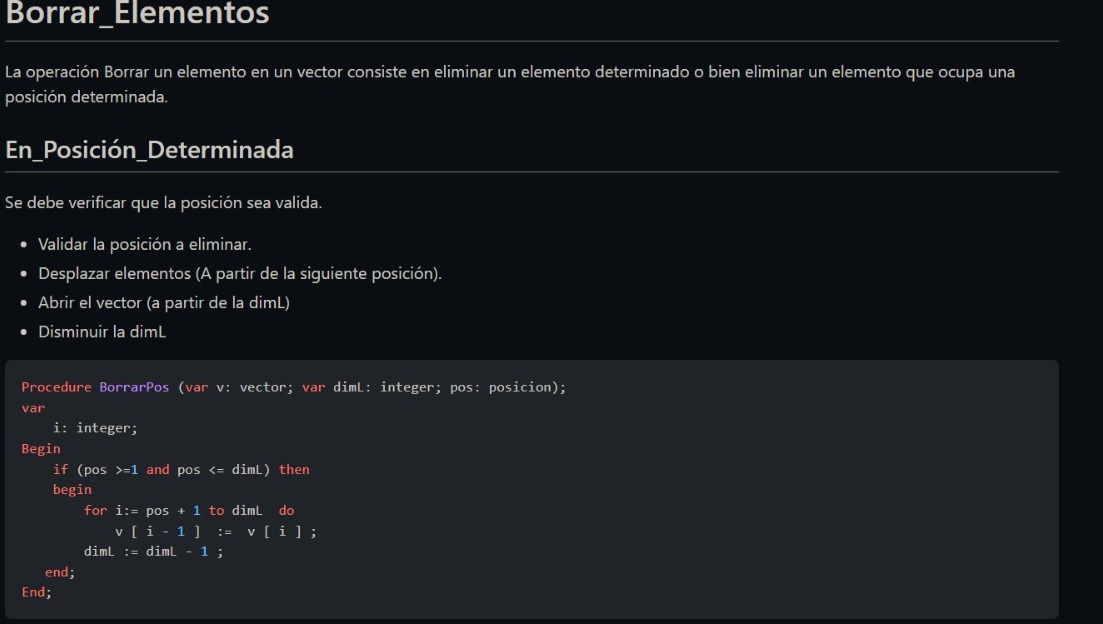 Borrar_Elementos
La operación Borrar un elemento en un vector consiste en eliminar un elemento determinado o bien eliminar un elemento que ocupa una
posición determinada.
En_Posición_Determinada
Se debe verificar que la posición sea valida.
• Validar la posición a eliminar.
• Desplazar elementos (A partir de la siguiente posición).
• Abrir el vector (a partir de la dimL)
• Disminuir la dimL
Procedure BorrarPos (var v: vector; var dimL: integer; pos: posicion);
var
    i: integer;
Begin
    if (pos >=1 and pos <= dimL) then
    begin
        for i:= pos + 1 to dimL  do
            v [ i - 1 ]  :=  v [ i ] ;
        dimL := dimL - 1 ;
   end;
End;